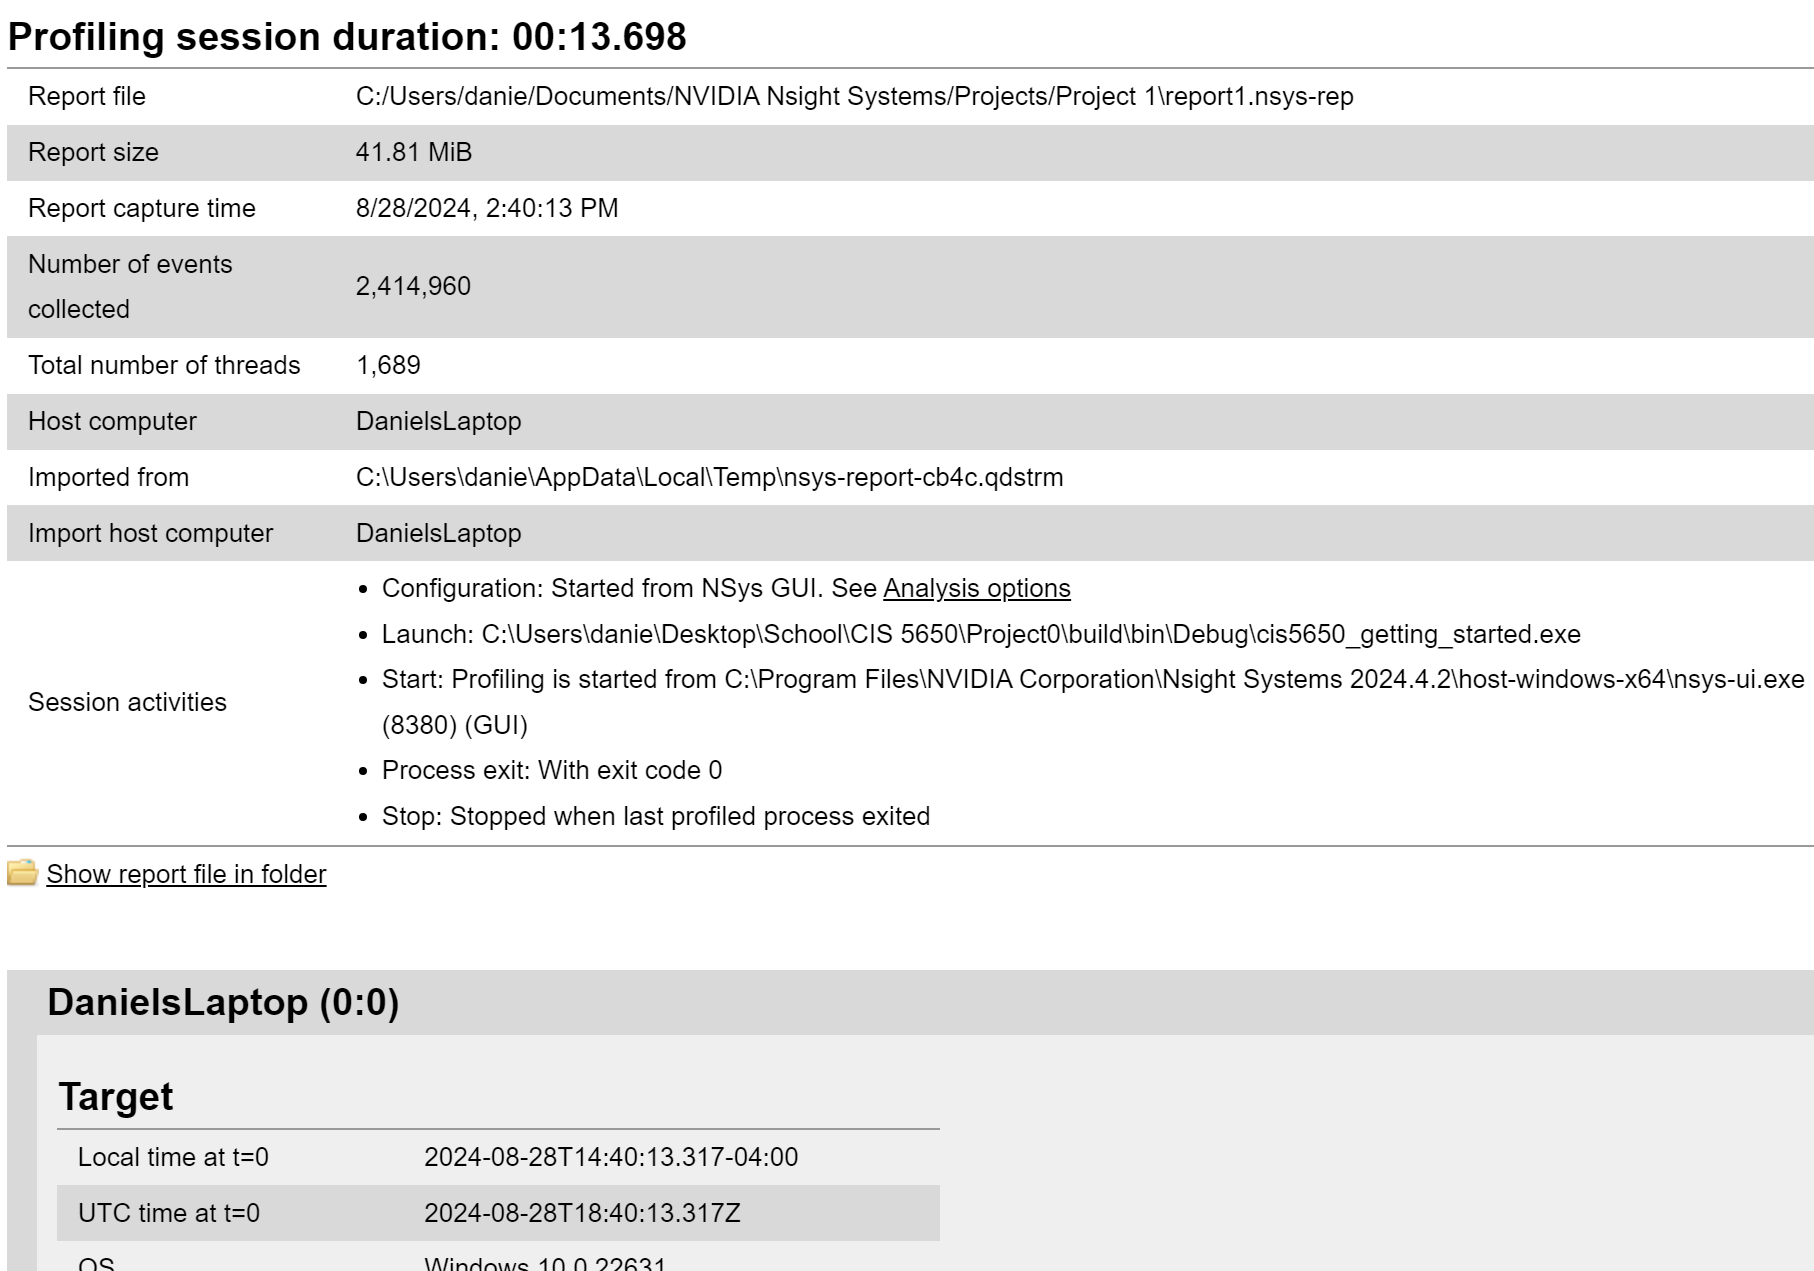 Profiling session duration: 00:13.698
Report file C:/Users/danie/Documents/NVIDIA Nsight Systems/Projects/Project 1\report1.nsys-rep
Report size 41.81 MiB
Report capture time 8/28/2024, 2:40:13 PM
Number of events
collected 2,414,960
Total number of threads 1,689
Host computer DanielsLaptop
Imported from C:\Users\danie\AppData\Local\Temp\nsys-report-cb4c.qdstrm
Import host computer DanielsLaptop
Session activities
• Configuration: Started from NSys GUI. See Analysis options
• Launch: C:\Users\danie\Desktop\School\CIS 5650\Project0\build\bin\Debug\cis5650_getting_started.exe
• Start: Profiling is started from C:\Program Files\NVIDIA Corporation\Nsight Systems 2024.4.2\host-windows-x64\nsys-ui.exe
(8380) (GUI)
• Process exit: With exit code 0
• Stop: Stopped when last profiled process exited
Show report file in folder
DanielsLaptop (0:0)
Target
Local time at t=0 2024-08-28T14:40:13.317-04:00
UTC time at t=0 2024-08-28T18:40:13.317Z
OS Windows 10.0.22631